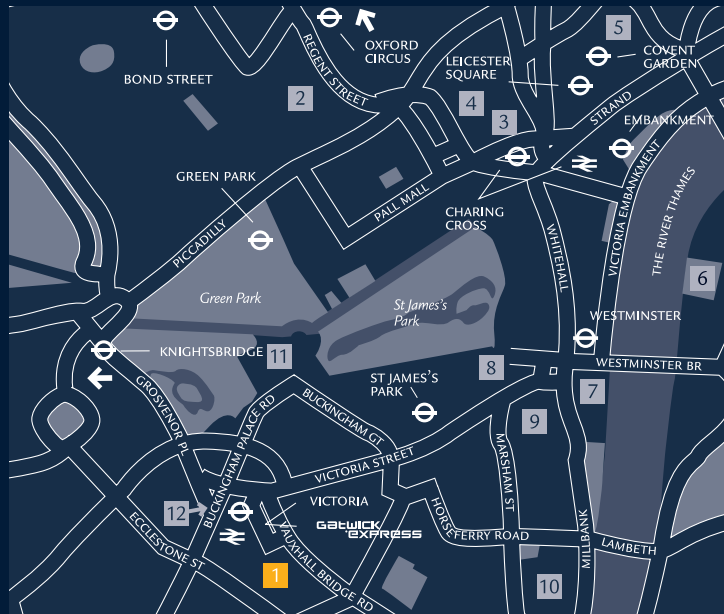 5
OXFORD
CIRCUS
COVENT
GARDEN
BOND STREET
REGENT STREET
LEICESTER
SQUARE
2
4
3
STRAND
EMBANKMENT
GREEN PARK
PICCADILLY
PALL MALL
CHARING
CROSS
WHITEHALL
VICTORIA EMBANKMENT
THE RIVER THAMES
6
Green Park
St James's
Park
WESTMINSTER
KNIGHTSBRIDGE
11
8
WESTMINSTER BR
ST JAMES'S
PARK
7
GROSVENOR PL
BUCKINGHAM PALACE RD
BUCKINGHAM GT
9
VICTORIA STREET
MARSHAM ST
12
VICTORIA
GATWICK
EXPRESS
HORSEFERRY ROAD
MILLBANK
LAMBETH
ECCLESTONE ST
VAUXHALL BRIDGE RD
1
10